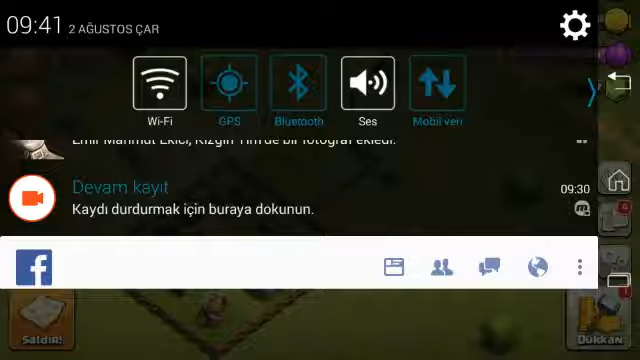 09:41 2 AĞUSTOS ÇAR
Wi-Fi GPS Bluetooth Ses Mobil veri
Emir Mahmut Ekici, Kızgın Tim'de bir fotoğraf ekledi.
Devam kayıt 09:30
Kaydı durdurmak için buraya dokunun.
Saldır! Dükkan